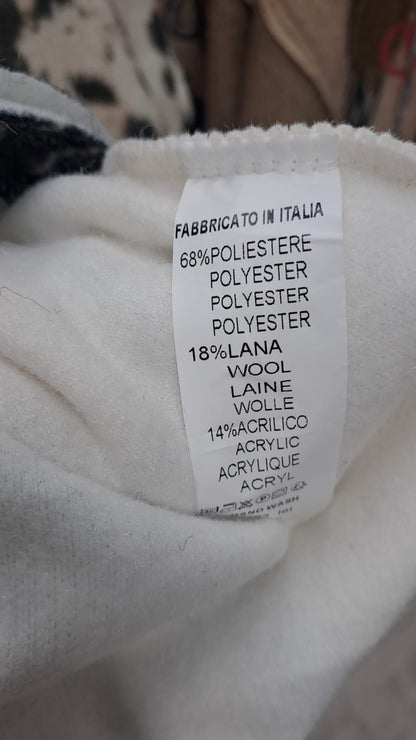 FABBRICATO IN ITALIA
68%POLIESTERE
POLYESTER
POLYESTER
POLYESTER
18%LANA
WOOL
LAINE
WOLLE
14%ACRILICO
ACRYLIC
ACRYLIQUE
ACRYL
HAND WASH